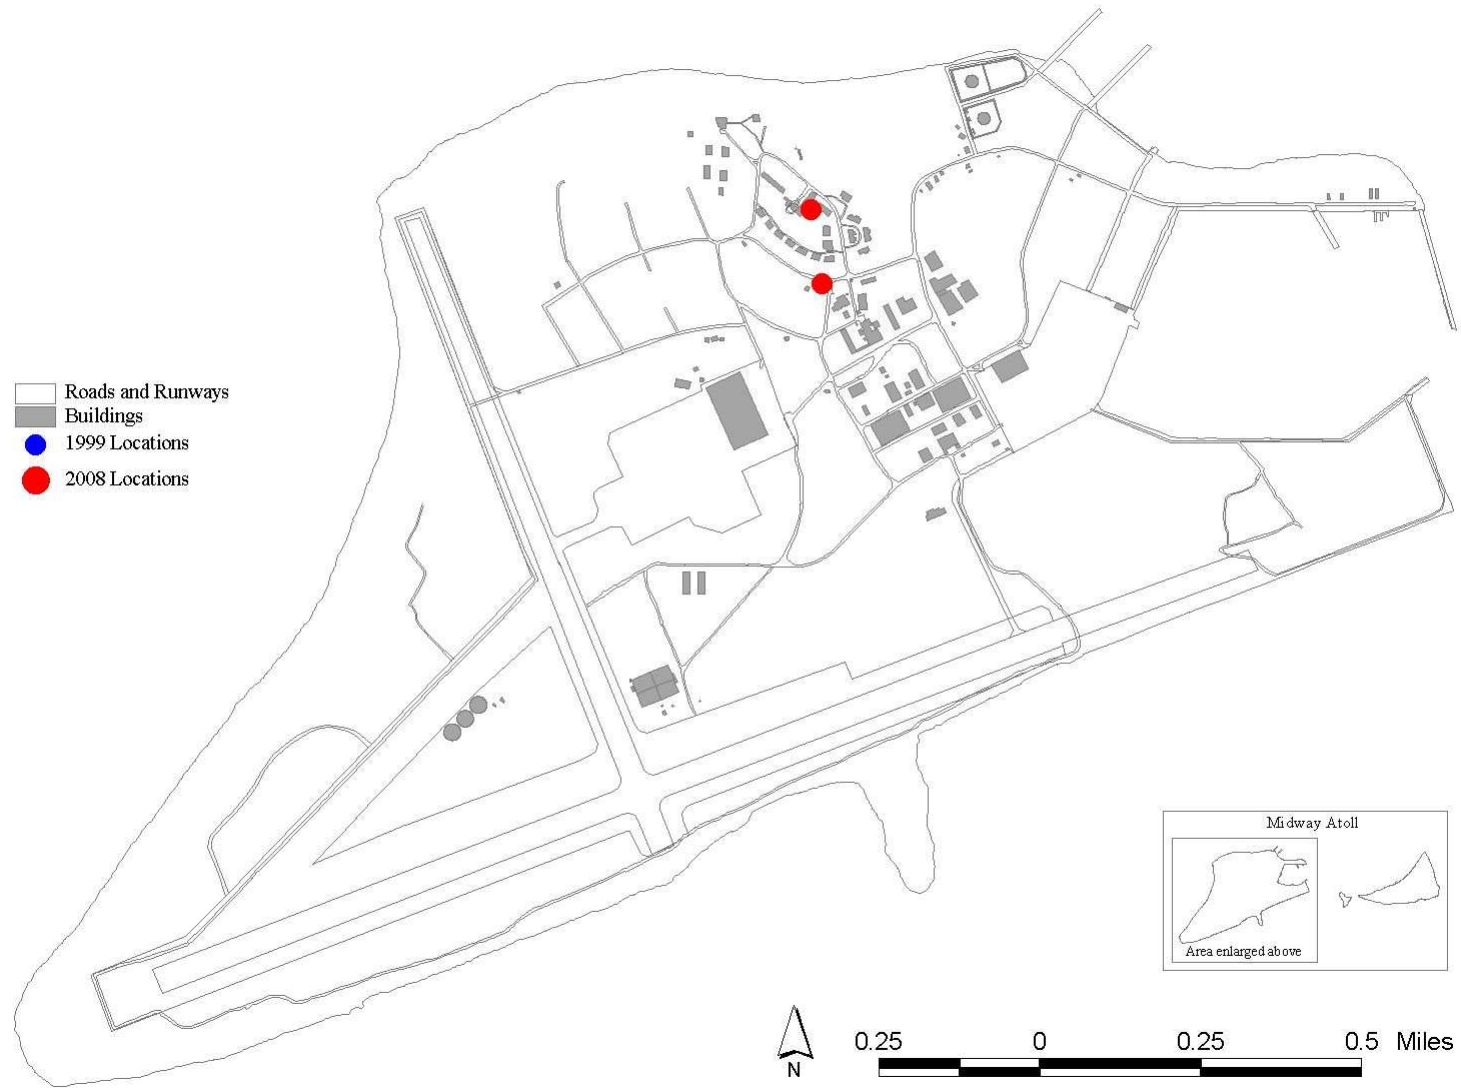 Roads and Runways
Buildings
1999 Locations
2008 Locations
Midway Atoll
Area enlarged above
N
0.25 0 0.25 0.5 Miles